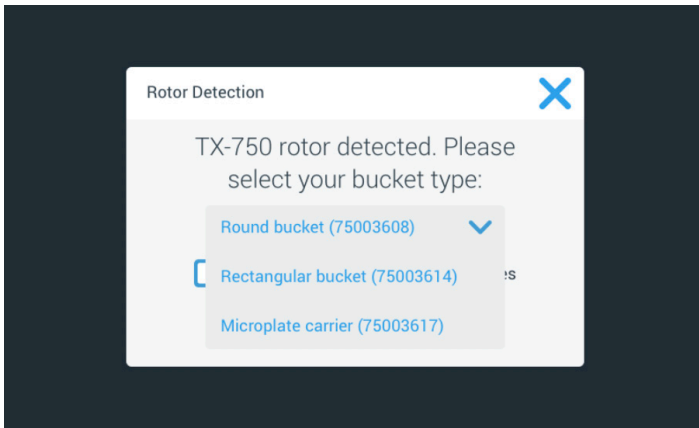 Rotor Detection
TX-750 rotor detected. Please
select your bucket type:
Round bucket (75003608)
Rectangular bucket (75003614)
Microplate carrier (75003617)